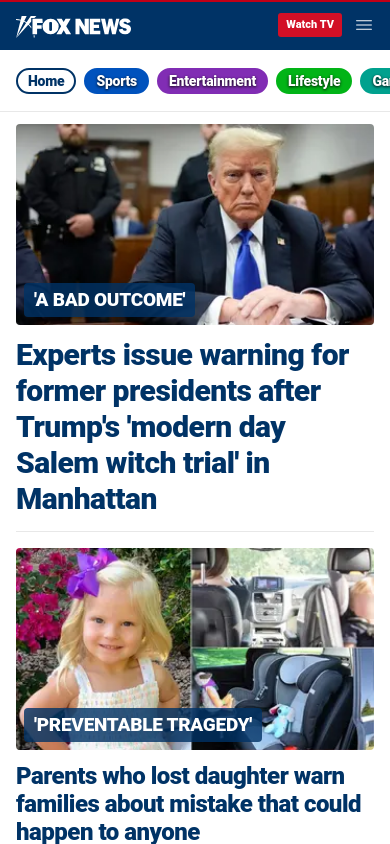 FOX NEWS
Watch TV
Home
Sports
Entertainment
Lifestyle
'A BAD OUTCOME'
Experts issue warning for
former presidents after
Trump's 'modern day
Salem witch trial' in
Manhattan
'PREVENTABLE TRAGEDY'
Parents who lost daughter warn
families about mistake that could
happen to anyone